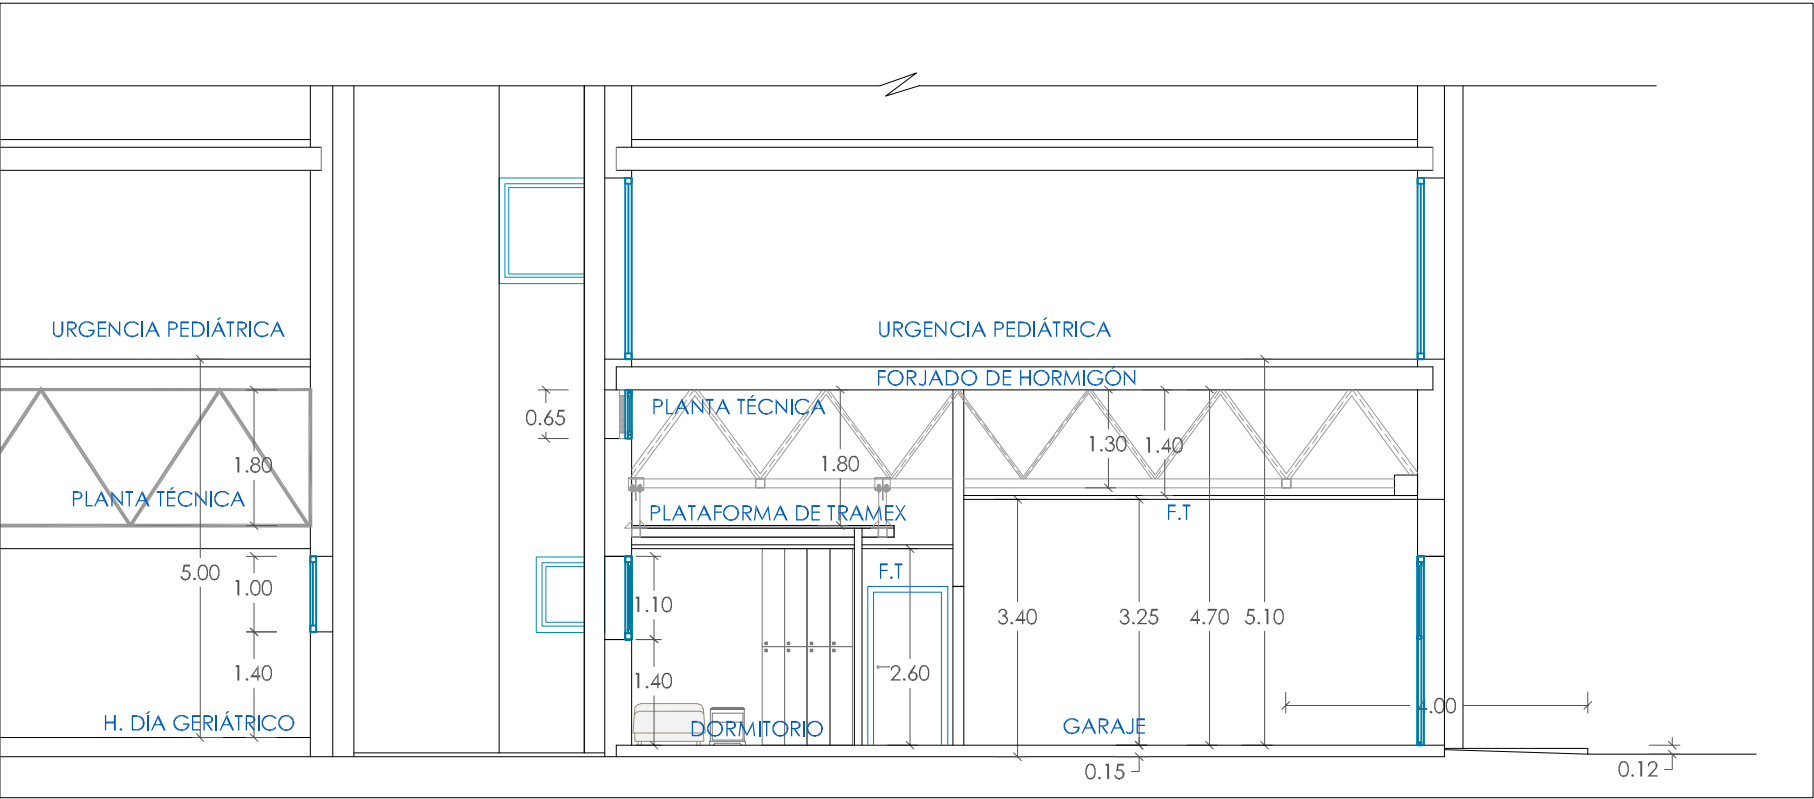 URGENCIA PEDIÁTRICA
URGENCIA PEDIÁTRICA
FORJADO DE HORMIGÓN
PLANTA TÉCNICA
0.65
1.30
1.40
1.80
1.80
PLANTA TÉCNICA
PLATAFORMA DE TRAMEX
F.T
5.00
1.00
F.T
1.10
3.40
3.25
4.70
5.10
1.40
1.40
2.60
4.00
H. DÍA GERIÁTRICO
DORMITORIO
GARAJE
0.15
0.12